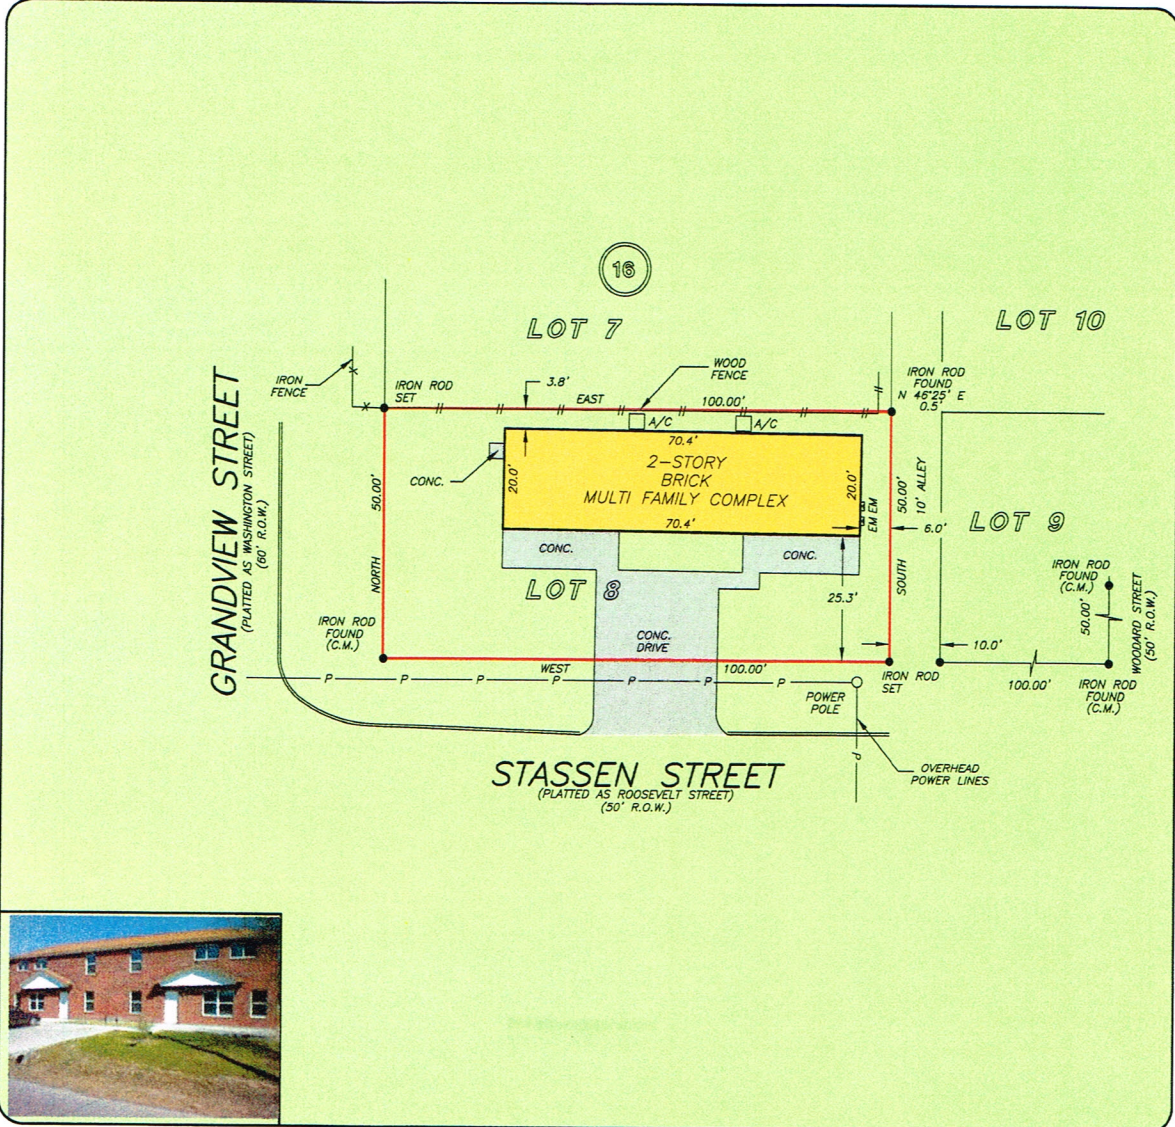 16
LOT 7
LOT 10
WOOD
FENCE
IRON
FENCE
IRON ROD
SET
3.8'
EAST
100.00'
IRON ROD
FOUND
N 46°25' E
0.5'
A/C
A/C
70.4'
2-STORY
BRICK
MULTI FAMILY COMPLEX
70.4'
20.0'
20.0'
CONC.
50.00'
NORTH
EM EM
50.00'
SOUTH
10' ALLEY
6.0'
LOT 9
GRANDVIEW STREET
(PLATTED AS WASHINGTON STREET)
(60' R.O.W.)
CONC.
CONC.
LOT 8
25.3'
IRON ROD
FOUND
(C.M.)
50.00'
WOODARD STREET
(50' R.O.W.)
IRON ROD
FOUND
(C.M.)
CONC.
DRIVE
10.0'
WEST
100.00'
100.00'
IRON ROD
SET
IRON ROD
FOUND
(C.M.)
P P P P P P P
POWER
POLE
P
OVERHEAD
POWER LINES
STASSEN STREET
(PLATTED AS ROOSEVELT STREET)
(50' R.O.W.)